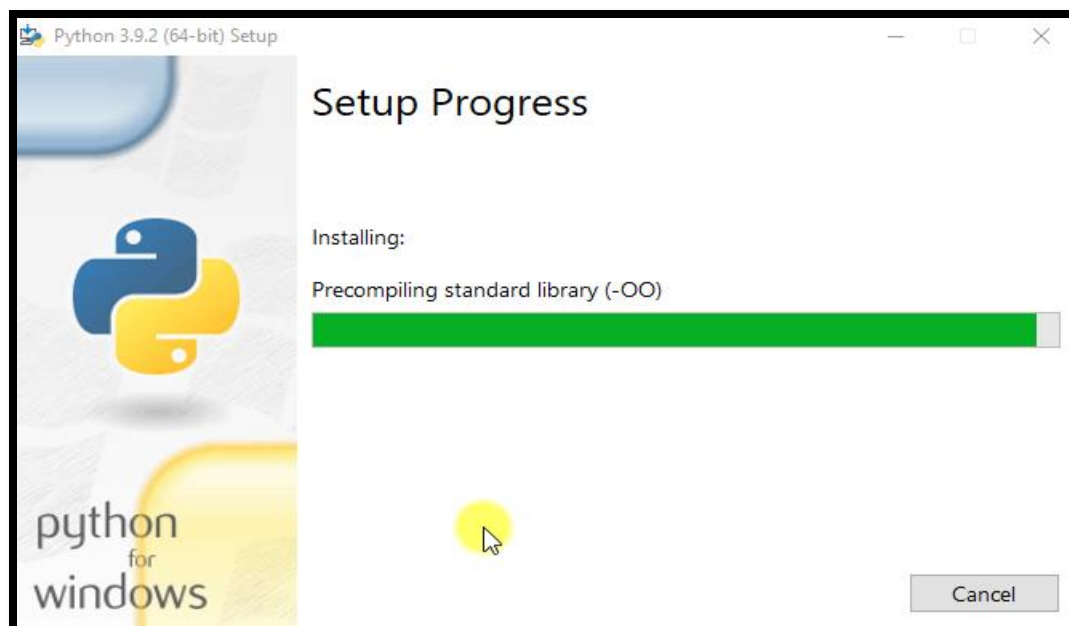 Python 3.9.2 (64-bit) Setup
Setup Progress
Installing:
Precompiling standard library (-OO)
python
for
windows
Cancel